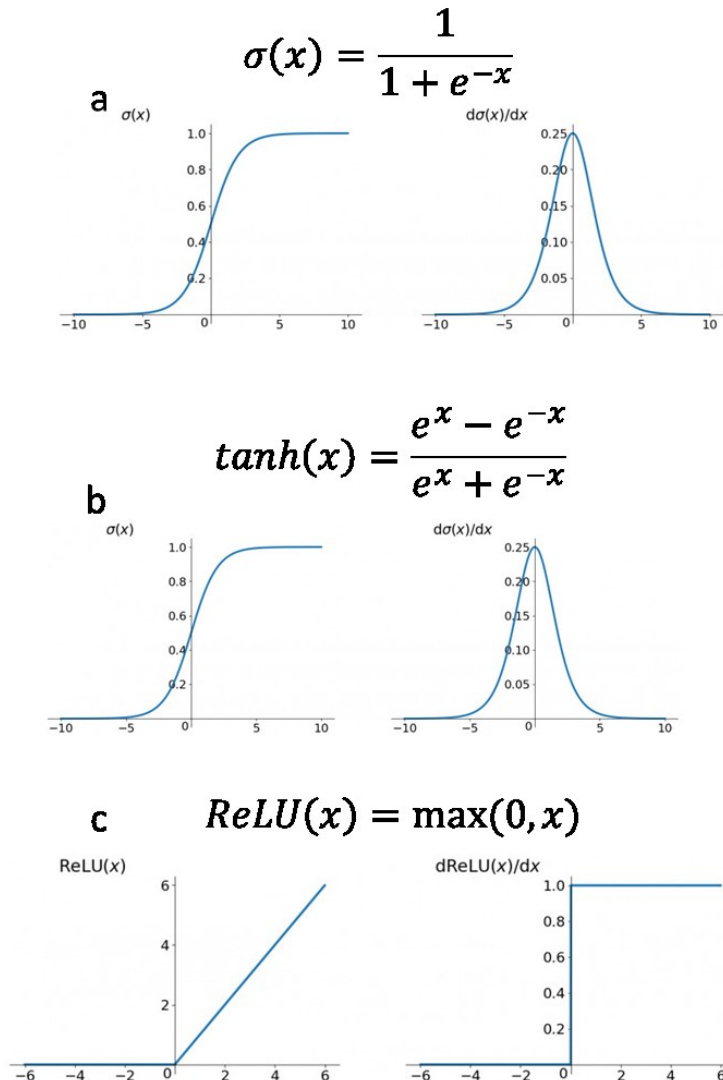 σ(x) = 1 / (1 + e^{-x})
a
σ(x)
dσ(x)/dx
1.0
0.8
0.6
0.4
0.2
−10 −5 0 5 10
0.25
0.20
0.15
0.10
0.05
−10 −5 0 5 10
tanh(x) = (e^x − e^{-x}) / (e^x + e^{-x})
b
σ(x)
dσ(x)/dx
1.0
0.8
0.6
0.4
0.2
−10 −5 0 5 10
0.25
0.20
0.15
0.10
0.05
−10 −5 0 5 10
c ReLU(x) = max(0, x)
ReLU(x)
dReLU(x)/dx
6
4
2
−6 −4 −2 0 2 4 6
1.0
0.8
0.6
0.4
0.2
−6 −4 −2 0 2 4 6